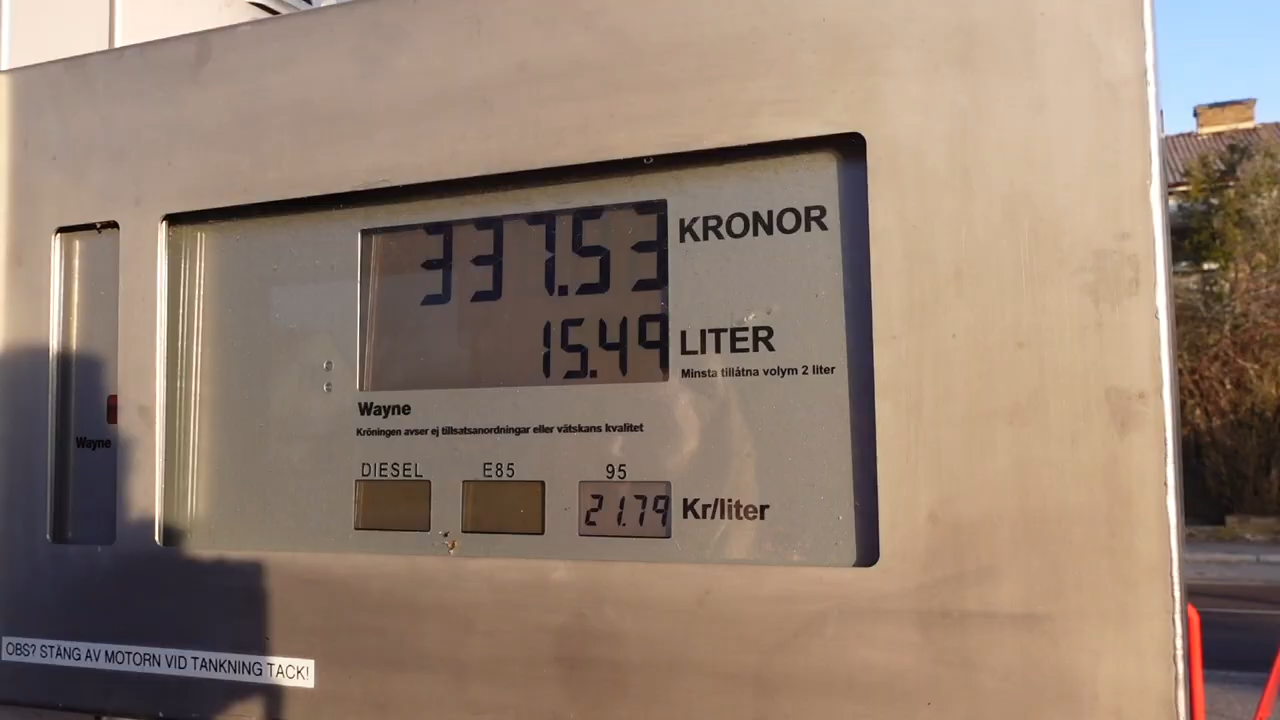 337.53 KRONOR
15.49 LITER
Minsta tillåtna volym 2 liter
Wayne
Kröningen avser ej tillsatsanordningar eller vätskans kvalitet
DIESEL E85 95
21.79 Kr/liter
Wayne
OBS? STÄNG AV MOTORN VID TANKNING TACK!